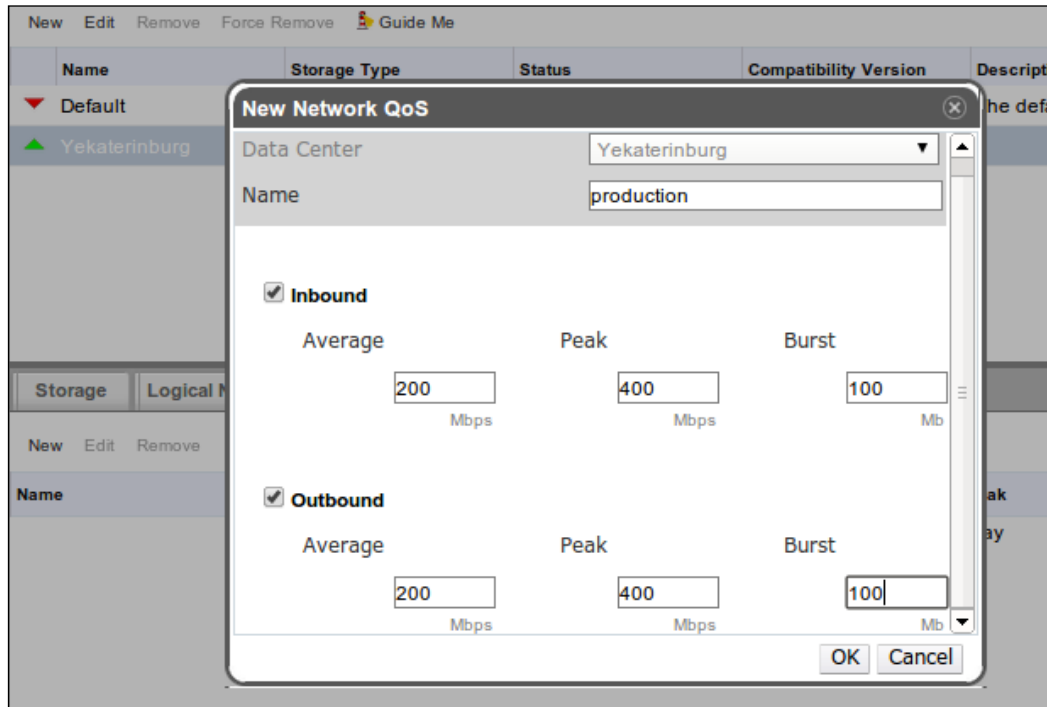 New Edit Remove Force Remove Guide Me
Name Storage Type Status Compatibility Version Descript
Default he defa
Yekaterinburg
New Network QoS
Data Center Yekaterinburg
Name production
Inbound
Average Peak Burst
200 400 100
Mbps Mbps Mb
Outbound
Average Peak Burst
200 400 100
Mbps Mbps Mb
OK Cancel
Storage Logical N
New Edit Remove
Name ak
ay